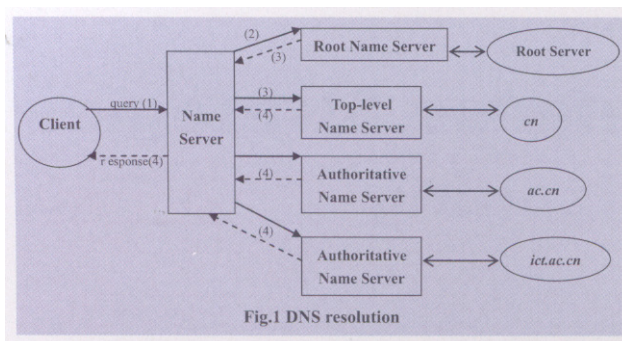 (2)
Root Name Server
(3)
Root Server
query (1)
(3)
Client
Name
Server
Top-level
Name Server
(4)
cn
r esponse(4)
Authoritative
Name Server
(4)
ac.cn
(4)
Authoritative
Name Server
ict.ac.cn
Fig.1 DNS resolution